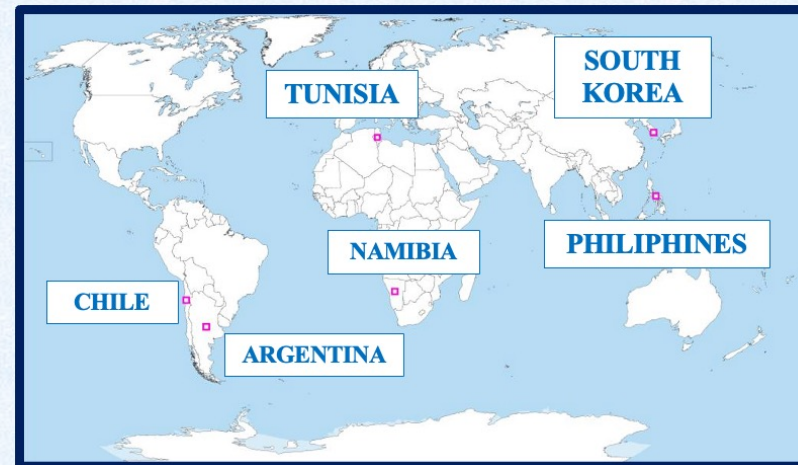 SOUTH
KOREA
TUNISIA
PHILIPHINES
NAMIBIA
CHILE
ARGENTINA